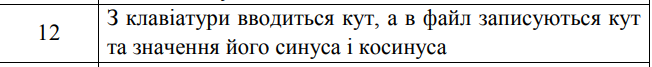 12
З клавіатури вводиться кут, а в файл записуються кут
та значення його синуса і косинуса